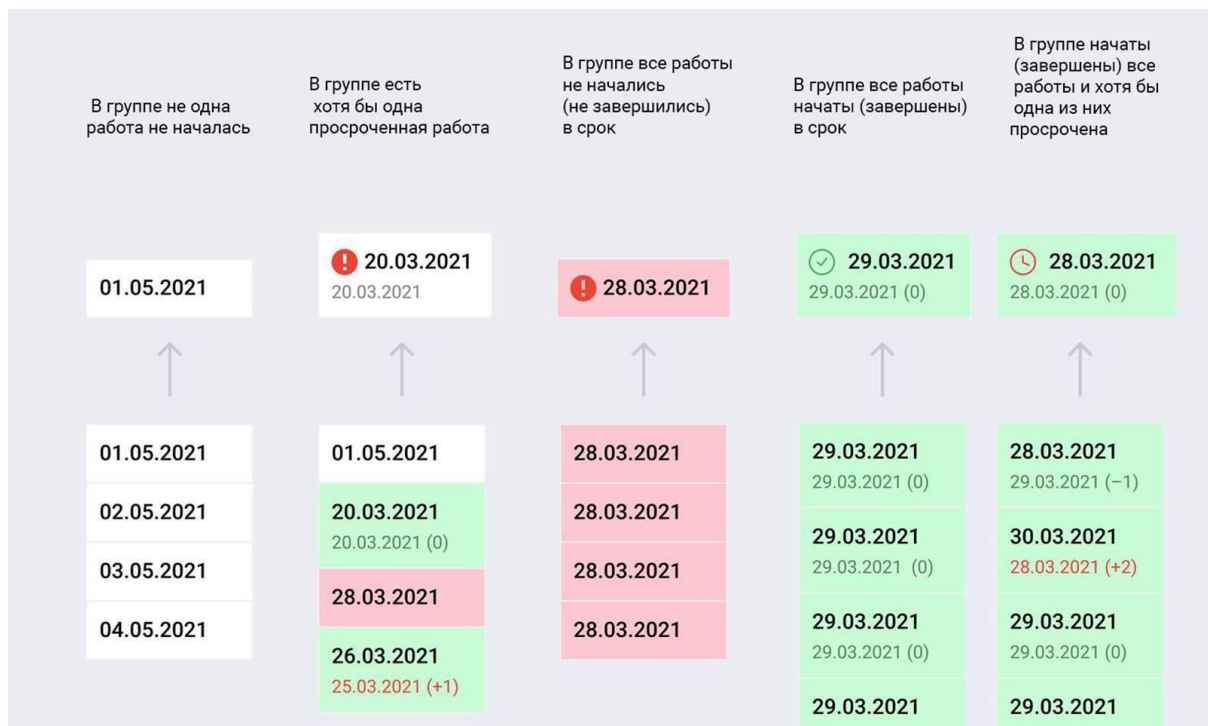 В группе не одна
работа не началась
В группе есть
хотя бы одна
просроченная работа
В группе все работы
не начались
(не завершились)
в срок
В группе все работы
начаты (завершены)
в срок
В группе начаты
(завершены) все
работы и хотя бы
одна из них
просрочена
01.05.2021
20.03.2021
20.03.2021
28.03.2021
29.03.2021
29.03.2021 (0)
28.03.2021
28.03.2021 (0)
01.05.2021
02.05.2021
03.05.2021
04.05.2021
01.05.2021
20.03.2021
20.03.2021 (0)
28.03.2021
26.03.2021
25.03.2021 (+1)
28.03.2021
28.03.2021
28.03.2021
28.03.2021
29.03.2021
29.03.2021 (0)
29.03.2021
29.03.2021 (0)
29.03.2021
29.03.2021 (0)
29.03.2021
28.03.2021
29.03.2021 (−1)
30.03.2021
28.03.2021 (+2)
29.03.2021
29.03.2021 (0)
29.03.2021